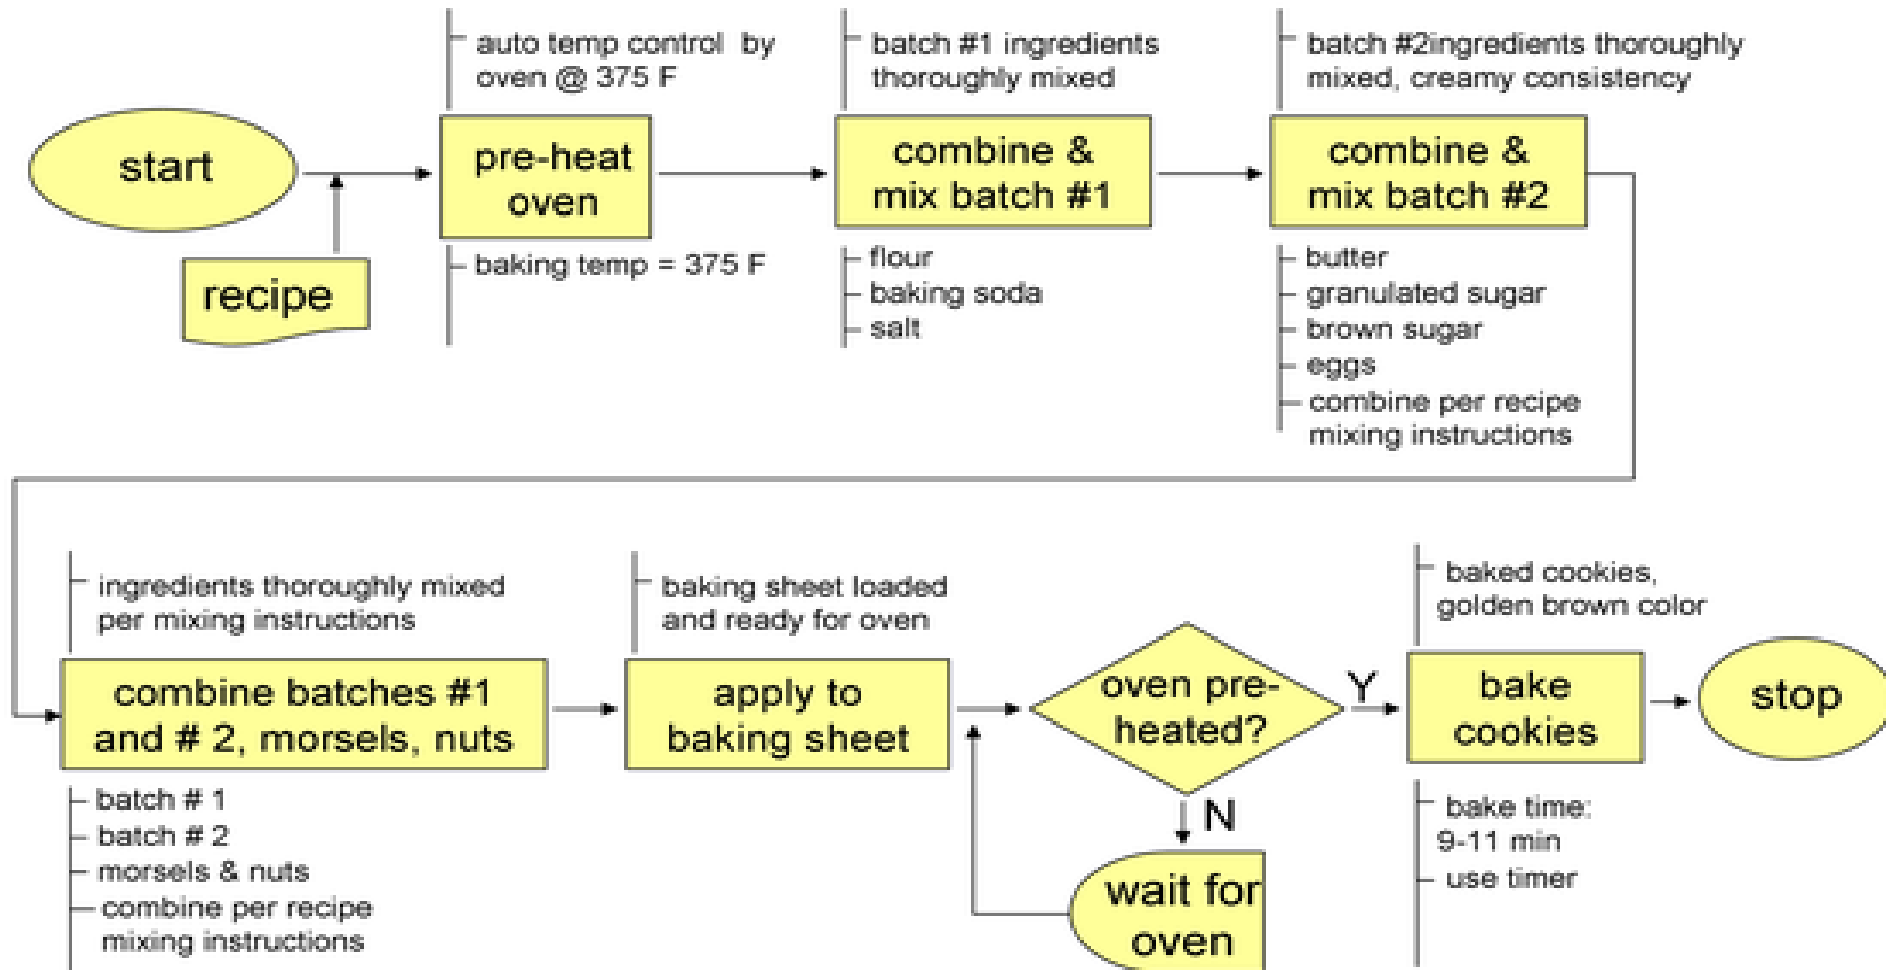 auto temp control by
oven @ 375 F
batch #1 ingredients
thoroughly mixed
batch #2ingredients thoroughly
mixed, creamy consistency
start
pre-heat
oven
combine &
mix batch #1
combine &
mix batch #2
recipe
baking temp = 375 F
flour
baking soda
salt
butter
granulated sugar
brown sugar
eggs
combine per recipe
mixing instructions
ingredients thoroughly mixed
per mixing instructions
baking sheet loaded
and ready for oven
baked cookies,
golden brown color
combine batches #1
and # 2, morsels, nuts
apply to
baking sheet
oven pre-
heated?
Y
bake
cookies
stop
N
wait for
oven
batch # 1
batch # 2
morsels & nuts
combine per recipe
mixing instructions
bake time:
9-11 min
use timer